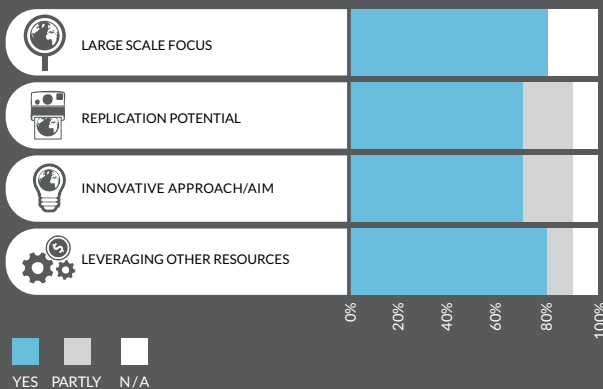 LARGE SCALE FOCUS
REPLICATION POTENTIAL
INNOVATIVE APPROACH/AIM
$
LEVERAGING OTHER RESOURCES
0% 20% 40% 60% 80% 100%
YES PARTLY N/A